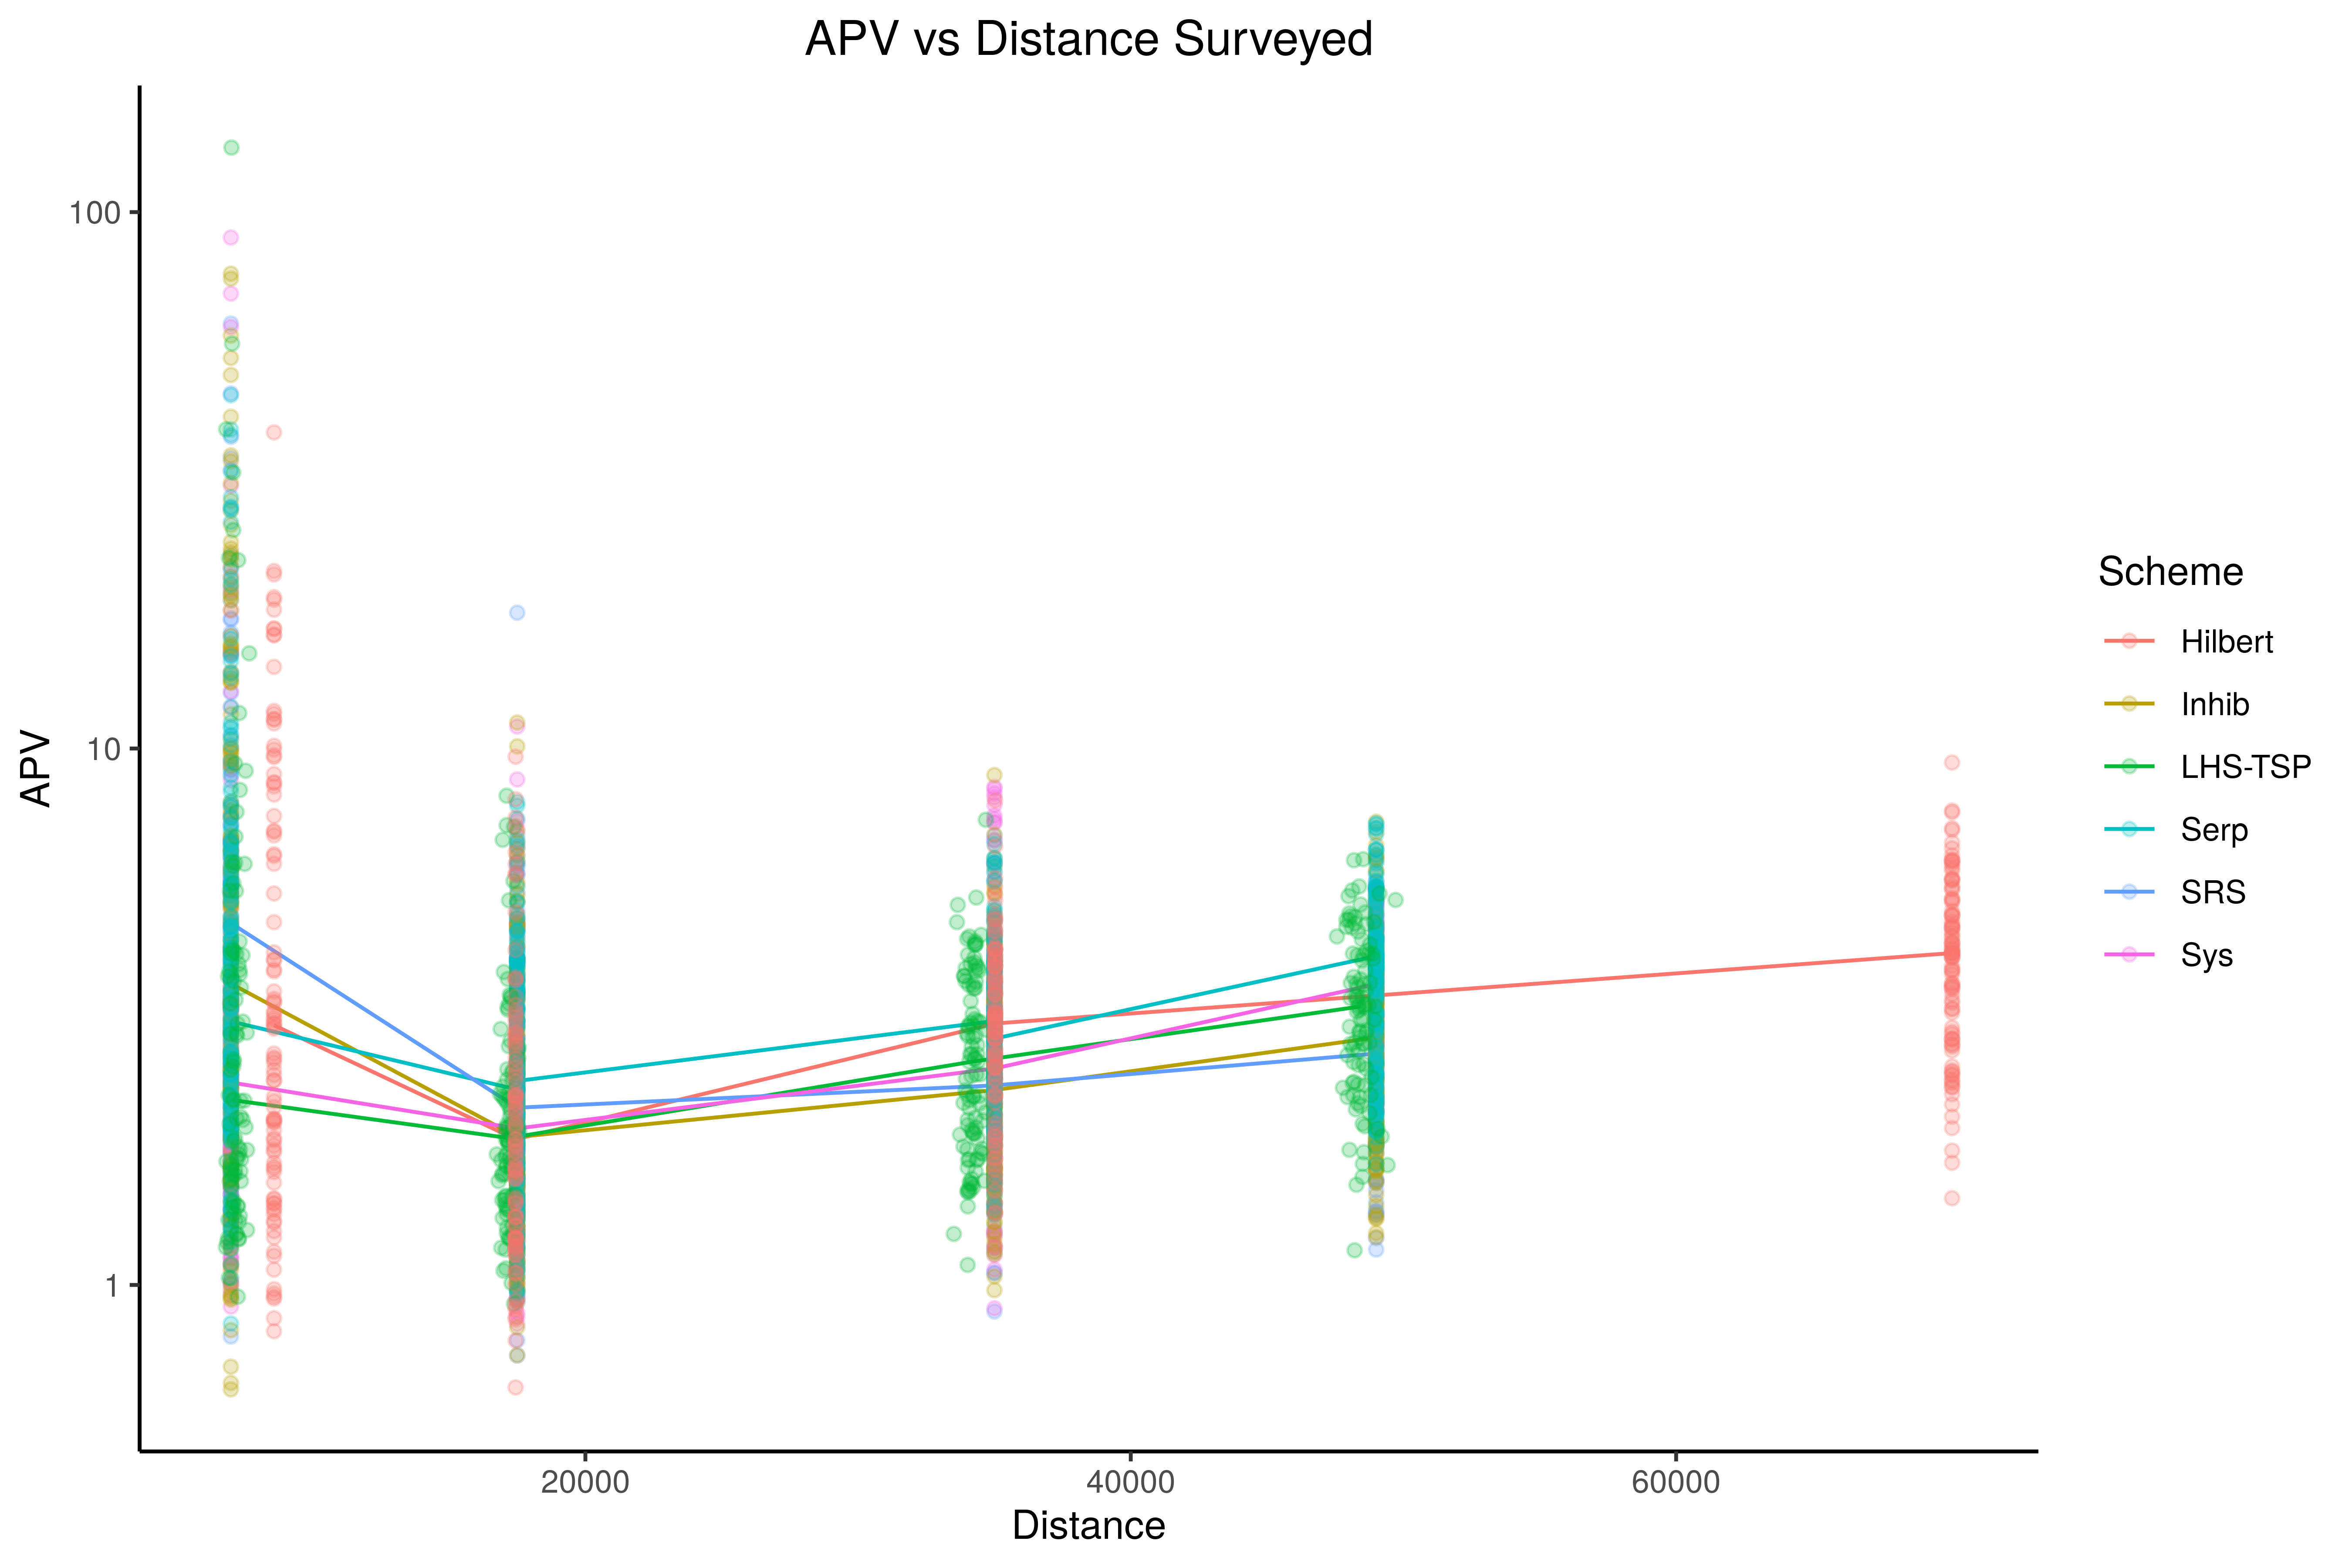 APV vs Distance Surveyed
APV
100
10
1
20000
40000
60000
Distance
Scheme
Hilbert
Inhib
LHS-TSP
Serp
SRS
Sys